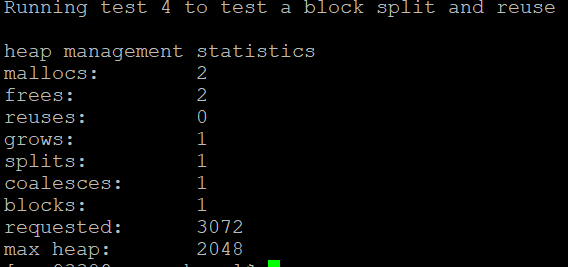 Running test 4 to test a block split and reuse
heap management statistics
mallocs: 2
frees: 2
reuses: 0
grows: 1
splits: 1
coalesces: 1
blocks: 1
requested: 3072
max heap: 2048